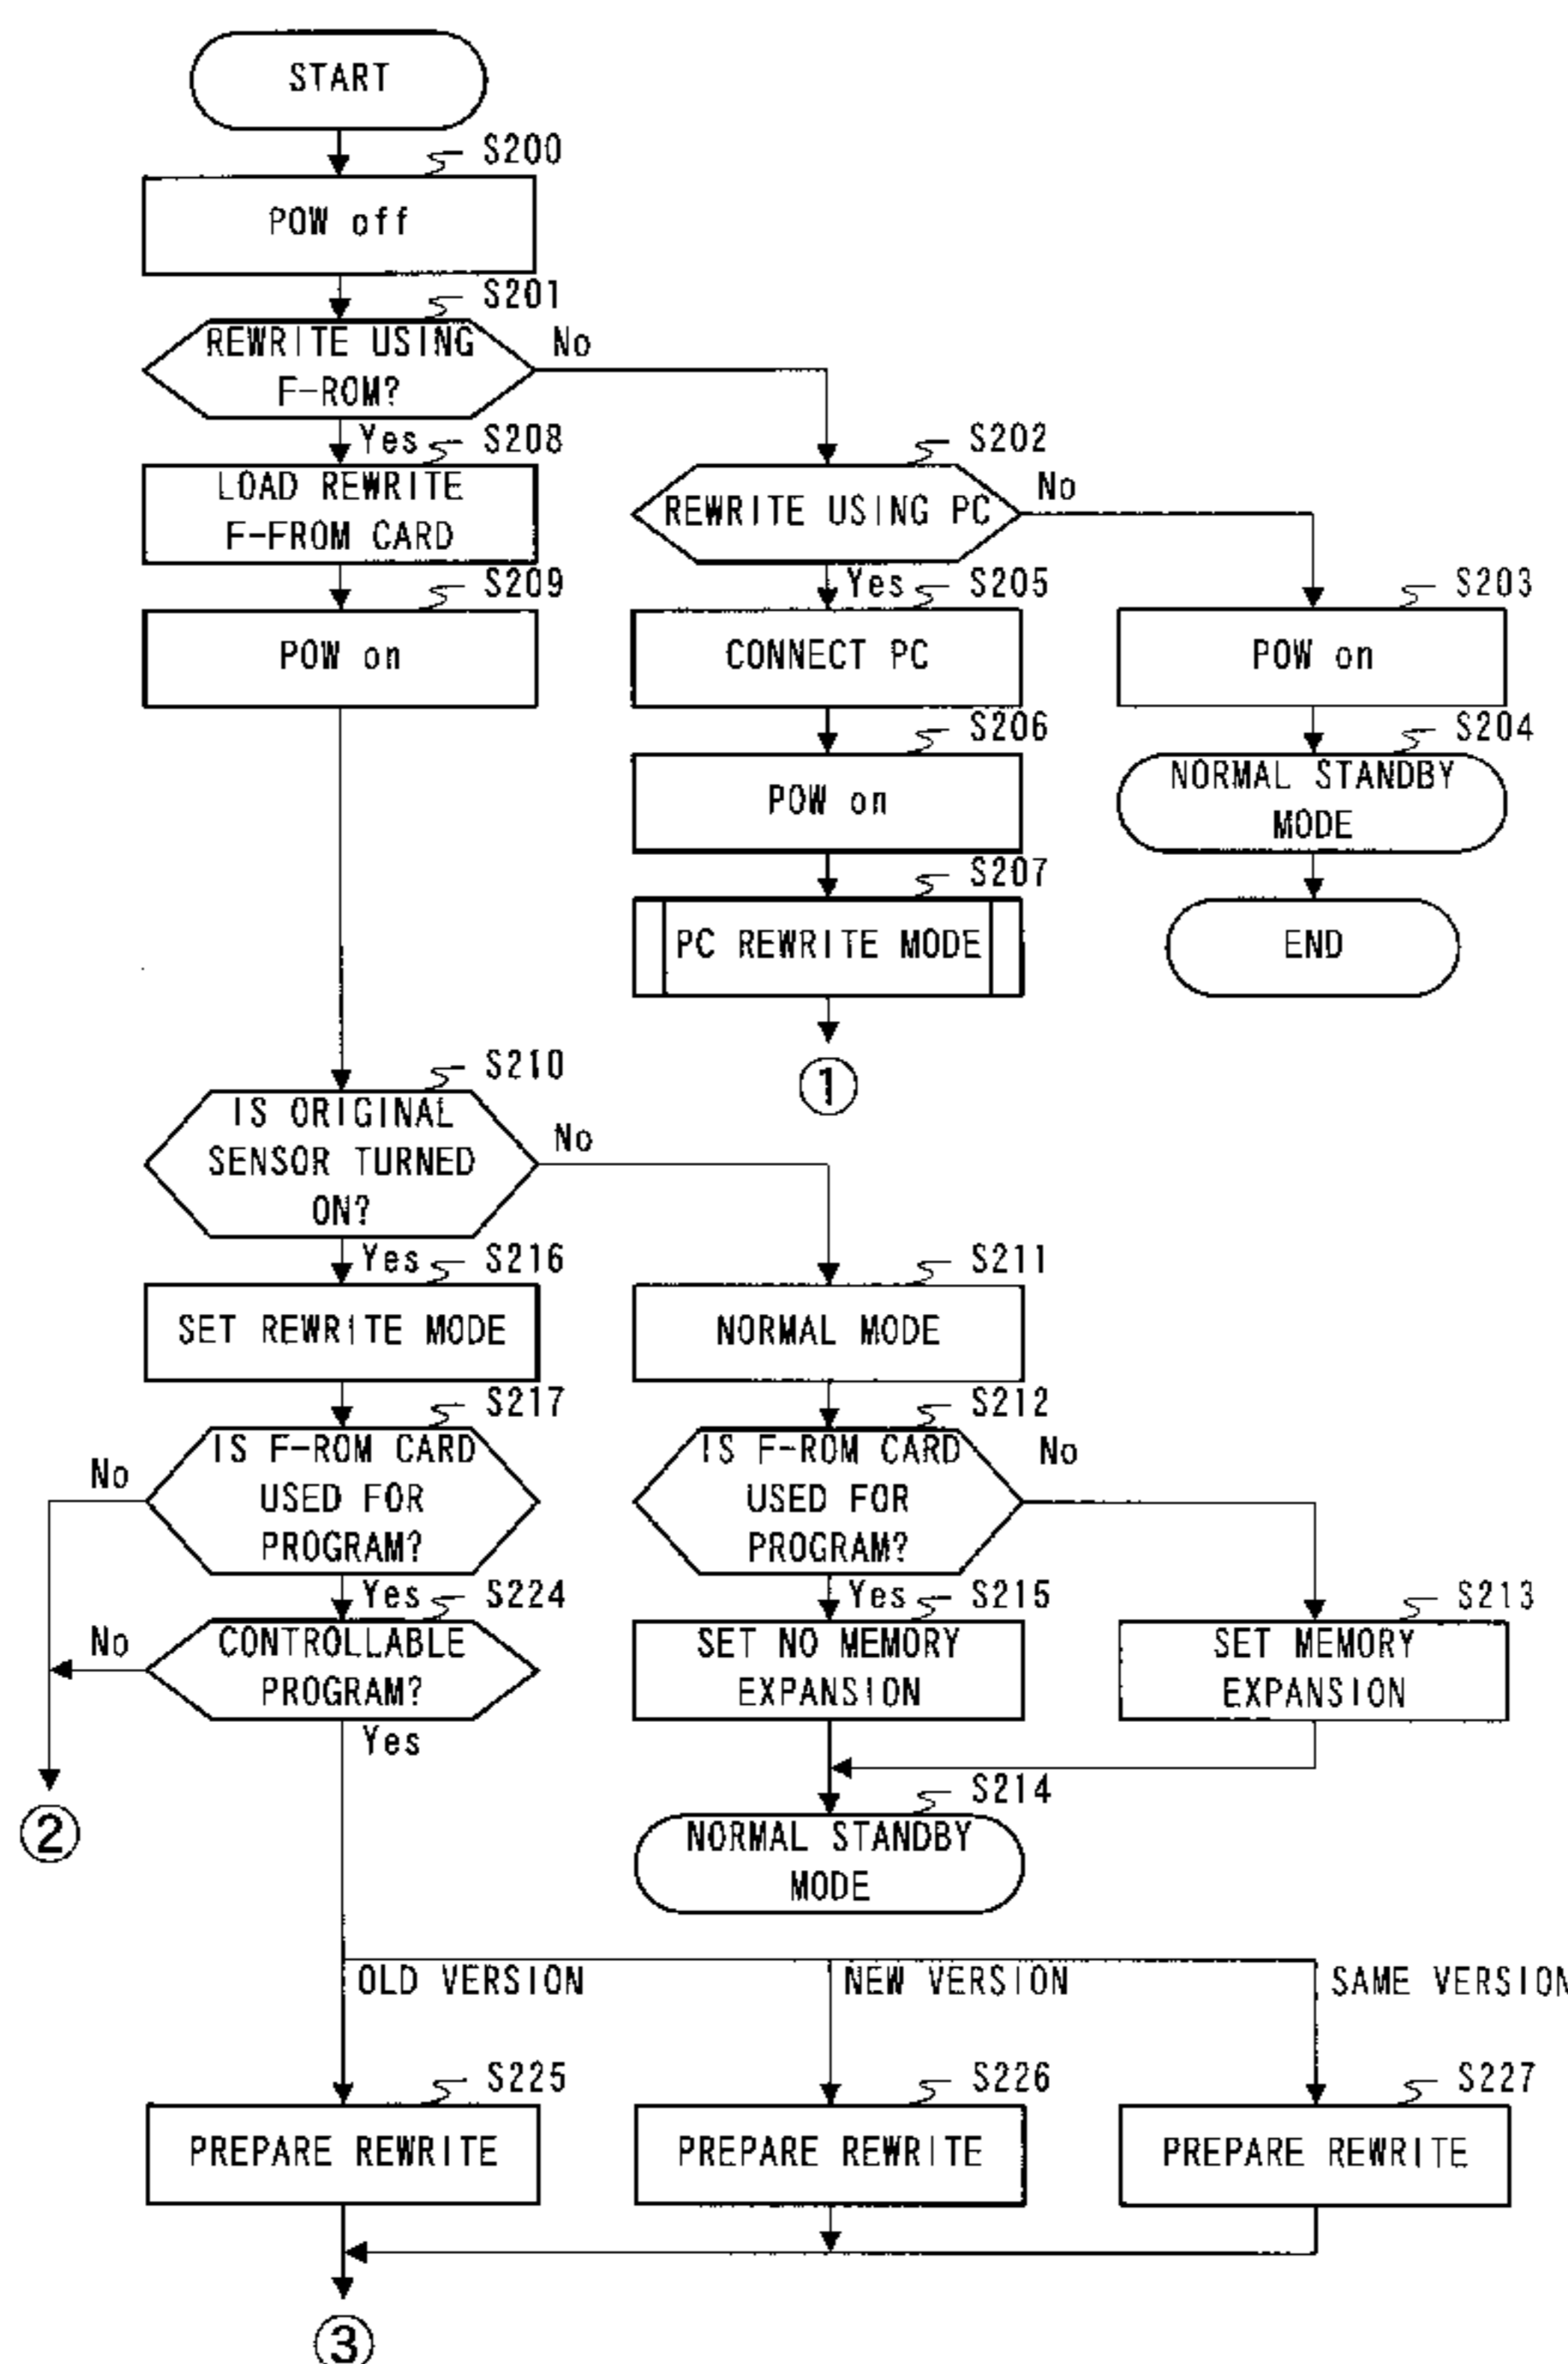 START
S200
POW off
S201
REWRITE USING
F-ROM?
No
Yes
S208
LOAD REWRITE
F-FROM CARD
S202
REWRITE USING PC
No
S209
POW on
Yes
S205
CONNECT PC
S203
POW on
S206
POW on
S204
NORMAL STANDBY
MODE
S207
PC REWRITE MODE
END
1
S210
IS ORIGINAL
SENSOR TURNED
ON?
No
Yes
S216
SET REWRITE MODE
S211
NORMAL MODE
S217
IS F-ROM CARD
USED FOR
PROGRAM?
No
S212
IS F-ROM CARD
USED FOR
PROGRAM?
No
Yes
S224
CONTROLLABLE
PROGRAM?
No
Yes
Yes
S215
SET NO MEMORY
EXPANSION
S213
SET MEMORY
EXPANSION
2
S214
NORMAL STANDBY
MODE
OLD VERSION
NEW VERSION
SAME VERSION
S225
PREPARE REWRITE
S226
PREPARE REWRITE
S227
PREPARE REWRITE
3